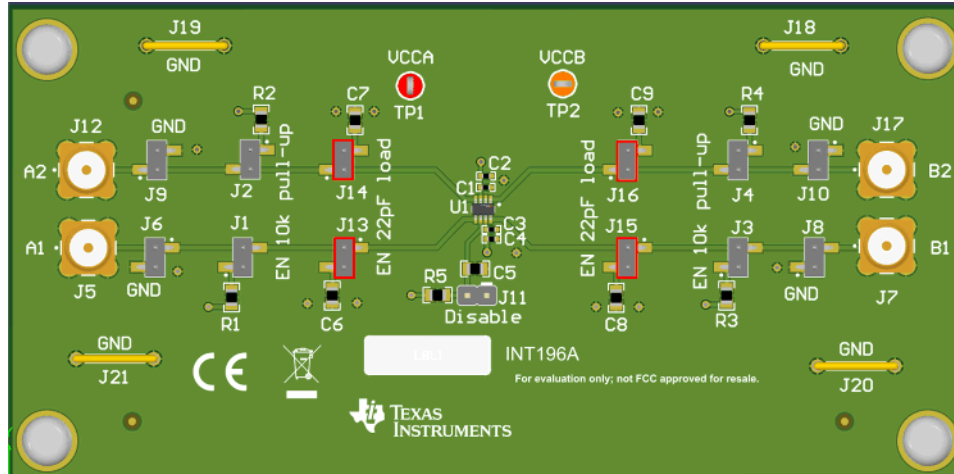 J19
GND
J18
GND
VCCA
TP1
VCCB
TP2
R2
C7
C9
R4
J12
GND
GND
J17
A2
J9
J2
EN 10k pull-up
J14
EN 22pF load
C2
C1
U1
C3
C4
J16
EN 22pF load
J4
EN 10k pull-up
J10
B2
A1
J6
J1
J13
J15
J3
J8
B1
J5
GND
R1
C6
R5
C5
J11
Disable
C8
R3
GND
J7
GND
J21
GND
J20
CE
INT196A
For evaluation only; not FCC approved for resale.
TEXAS
INSTRUMENTS